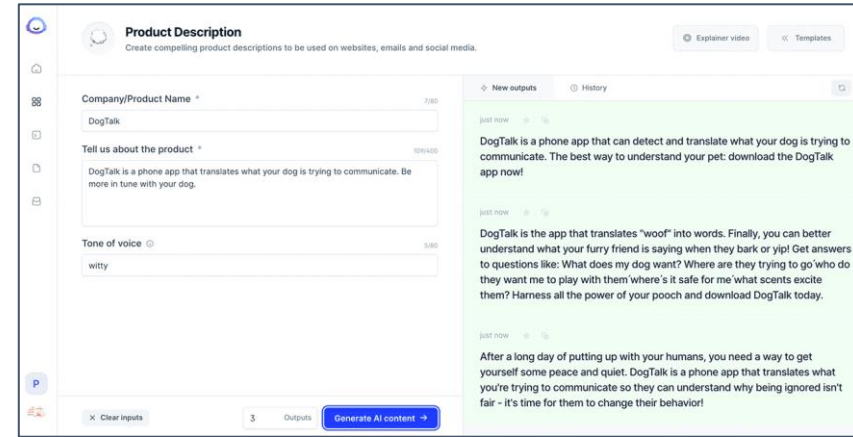 Product Description
Create compelling product descriptions to be used on websites, emails and social media.
Explainer video
Templates
Company/Product Name *
7/80
DogTalk
Tell us about the product *
109/400
DogTalk is a phone app that translates what your dog is trying to communicate. Be
more in tune with your dog.
Tone of voice
5/80
witty
Clear inputs
3 Outputs
Generate AI content →
P
New outputs
History
just now
DogTalk is a phone app that can detect and translate what your dog is trying to
communicate. The best way to understand your pet: download the DogTalk
app now!
just now
DogTalk is the app that translates "woof" into words. Finally, you can better
understand what your furry friend is saying when they bark or yip! Get answers
to questions like: What does my dog want? Where are they trying to go´who do
they want me to play with them´where´s it safe for me´what scents excite
them? Harness all the power of your pooch and download DogTalk today.
just now
After a long day of putting up with your humans, you need a way to get
yourself some peace and quiet. DogTalk is a phone app that translates what
you're trying to communicate so they can understand why being ignored isn't
fair - it's time for them to change their behavior!